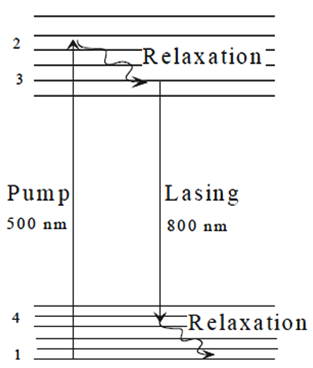 2
Relaxation
3
Pump
Lasing
500 nm
800 nm
4
Relaxation
1